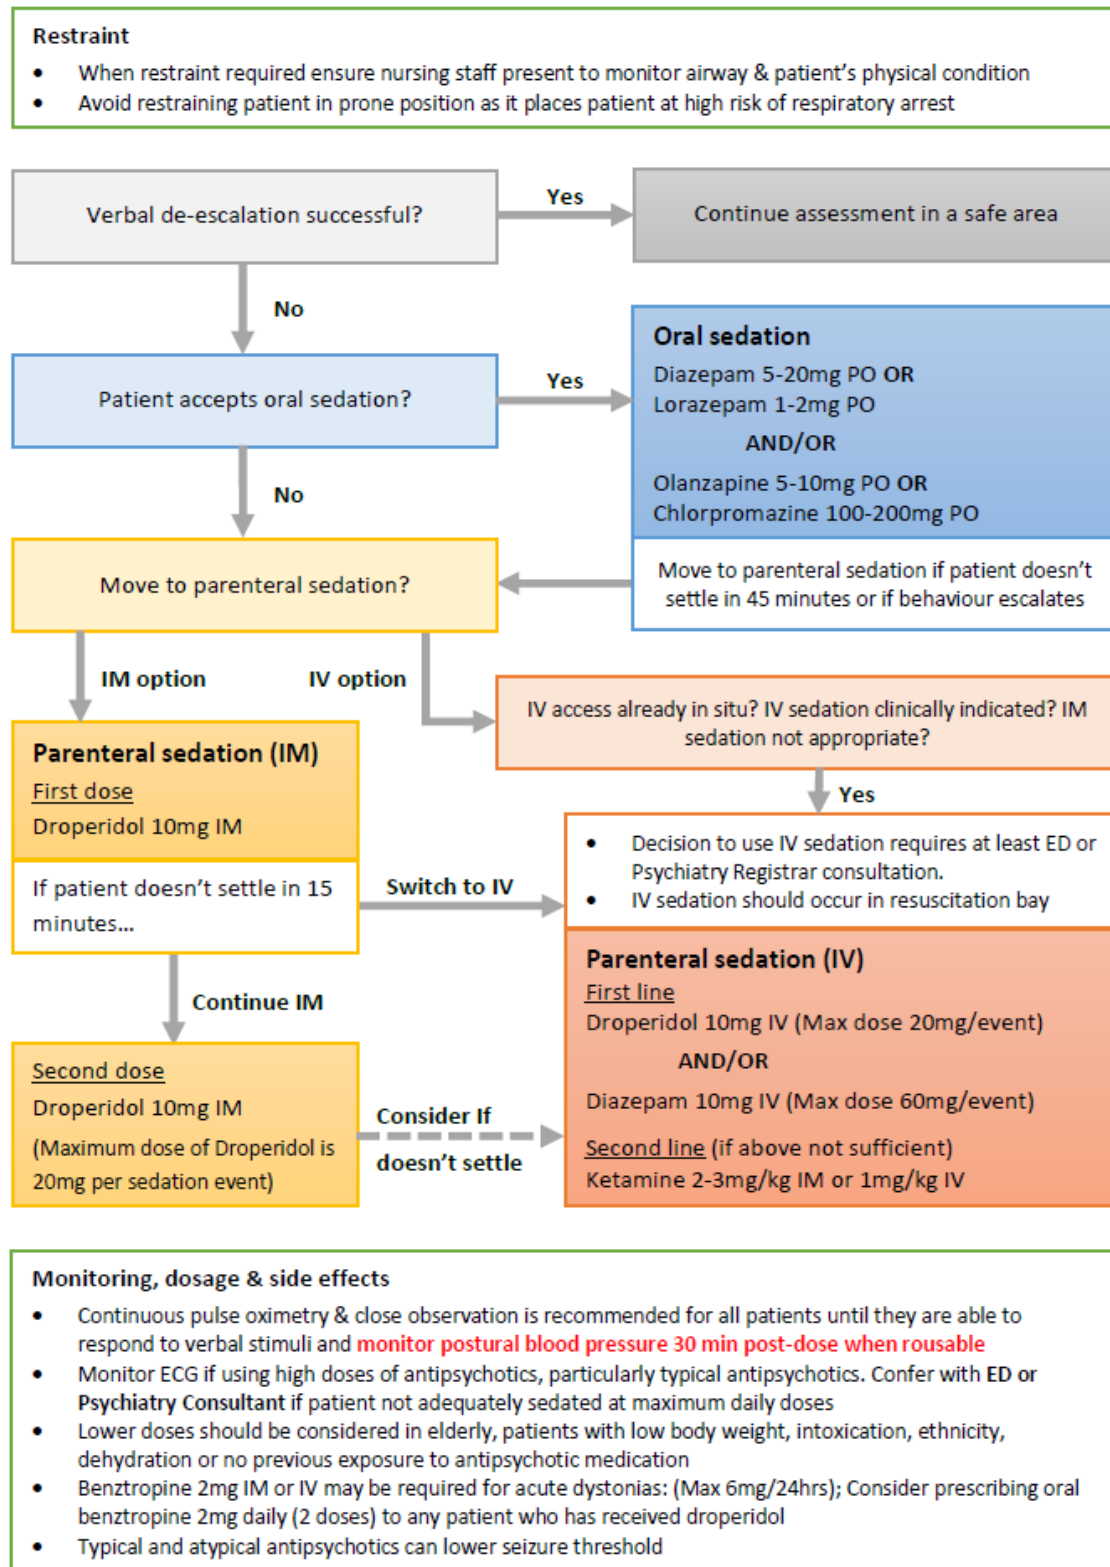 Restraint
• When restraint required ensure nursing staff present to monitor airway & patient's physical condition
• Avoid restraining patient in prone position as it places patient at high risk of respiratory arrest
Verbal de-escalation successful?
Yes
Continue assessment in a safe area
No
Patient accepts oral sedation?
Yes
Oral sedation
Diazepam 5-20mg PO OR
Lorazepam 1-2mg PO
AND/OR
Olanzapine 5-10mg PO OR
Chlorpromazine 100-200mg PO
No
Move to parenteral sedation?
Move to parenteral sedation if patient doesn't
settle in 45 minutes or if behaviour escalates
IM option
IV option
IV access already in situ? IV sedation clinically indicated? IM
sedation not appropriate?
Yes
Parenteral sedation (IM)
First dose
Droperidol 10mg IM
If patient doesn't settle in 15
minutes…
Switch to IV
• Decision to use IV sedation requires at least ED or
Psychiatry Registrar consultation.
• IV sedation should occur in resuscitation bay
Parenteral sedation (IV)
First line
Droperidol 10mg IV (Max dose 20mg/event)
AND/OR
Diazepam 10mg IV (Max dose 60mg/event)
Second line (if above not sufficient)
Ketamine 2-3mg/kg IM or 1mg/kg IV
Continue IM
Second dose
Droperidol 10mg IM
(Maximum dose of Droperidol is
20mg per sedation event)
Consider If
doesn't settle
Monitoring, dosage & side effects
• Continuous pulse oximetry & close observation is recommended for all patients until they are able to
respond to verbal stimuli and monitor postural blood pressure 30 min post-dose when rousable
• Monitor ECG if using high doses of antipsychotics, particularly typical antipsychotics. Confer with ED or
Psychiatry Consultant if patient not adequately sedated at maximum daily doses
• Lower doses should be considered in elderly, patients with low body weight, intoxication, ethnicity,
dehydration or no previous exposure to antipsychotic medication
• Benztropine 2mg IM or IV may be required for acute dystonias: (Max 6mg/24hrs); Consider prescribing oral
benztropine 2mg daily (2 doses) to any patient who has received droperidol
• Typical and atypical antipsychotics can lower seizure threshold